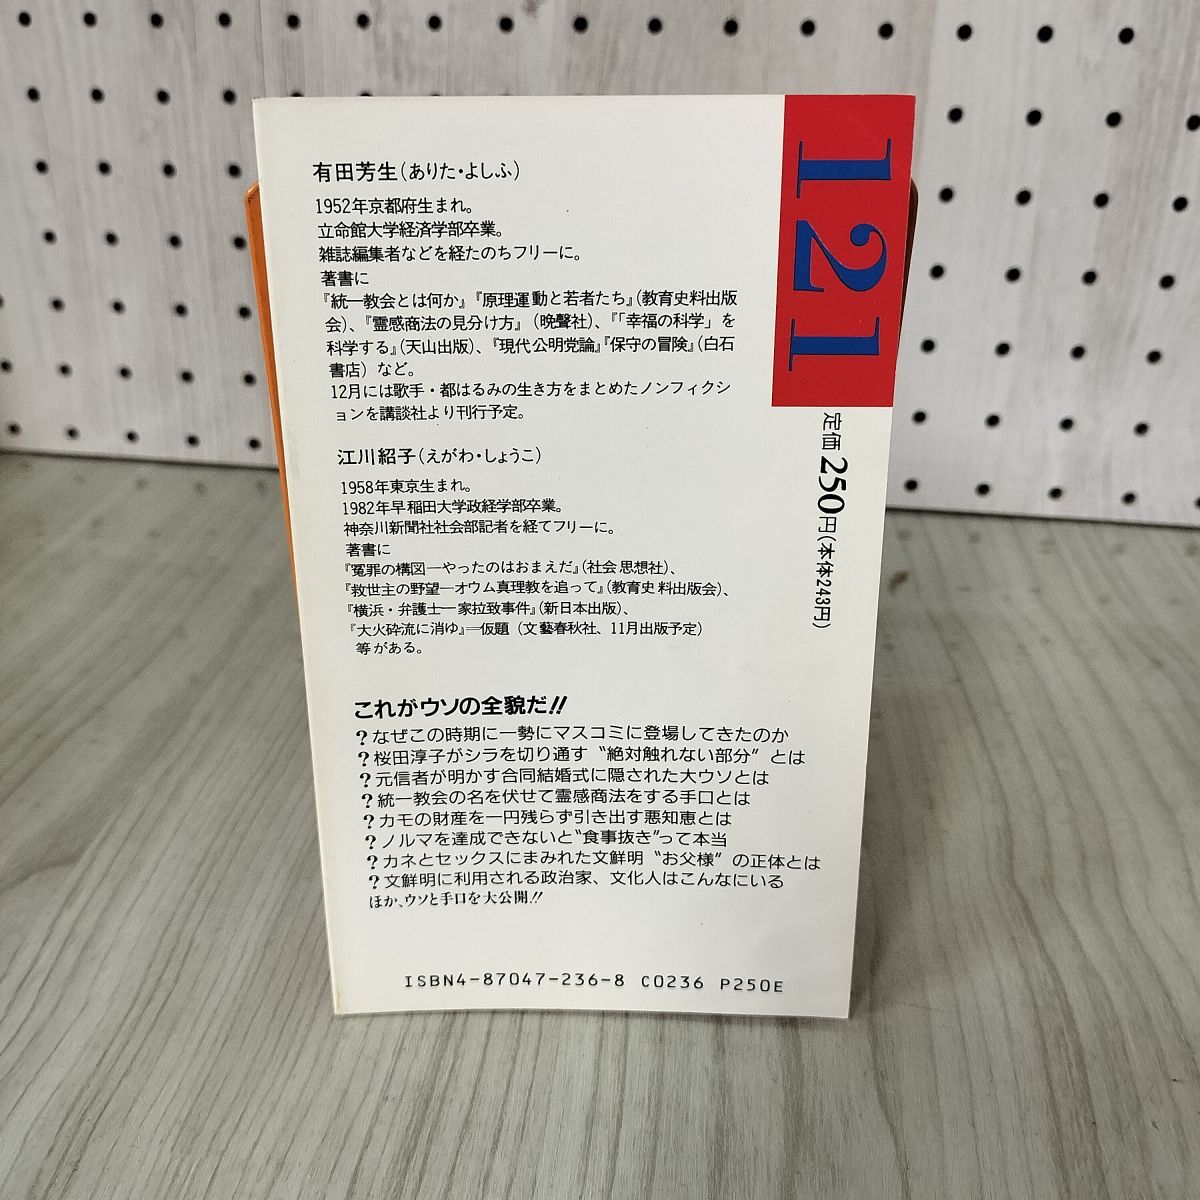 有田芳生(ありた・よしふ)
1952年京都府生まれ。
立命館大学経済学部卒業。
雑誌編集者などを経たのちフリーに。
著書に
『統一教会とは何か』『原理運動と若者たち』(教育史料出版
会)、『霊感商法の見分け方』(晩聲社)、『「幸福の科学」を
科学する』(天山出版)、『現代公明党論』『保守の冒険』(白石
書店)など。
12月には歌手・都はるみの生き方をまとめたノンフィクシ
ョンを講談社より刊行予定。
江川紹子(えがわ・しょうこ)
1958年東京生まれ。
1982年早稲田大学政経学部卒業。
神奈川新聞社社会部記者を経てフリーに。
著書に
『冤罪の構図―やったのはおまえだ』(社会思想社)、
『救世主の野望―オウム真理教を追って』(教育史料出版会)、
『横浜・弁護士一家拉致事件』(新日本出版)、
『大火砕流に消ゆ』―仮題(文藝春秋社、11月出版予定)
等がある。
これがウソの全貌だ!!
?なぜこの時期に一勢にマスコミに登場してきたのか
?桜田淳子がシラを切り通す〝絶対触れない部分〟とは
?元信者が明かす合同結婚式に隠された大ウソとは
?統一教会の名を伏せて霊感商法をする手口とは
?カモの財産を一円残らず引き出す悪知恵とは
?ノルマを達成できないと〝食事抜き〟って本当
?カネとセックスにまみれた文鮮明〝お父様〟の正体とは
?文鮮明に利用される政治家、文化人はこんなにいる
ほか、ウソと手口を大公開!!
ISBN4-87047-236-8 C0236 P250E
121
定価250円(本体243円)